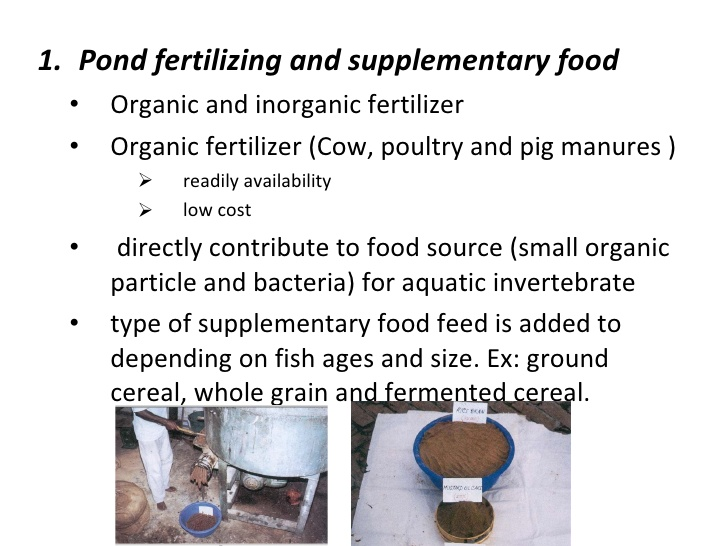 1. Pond fertilizing and supplementary food
• Organic and inorganic fertilizer
• Organic fertilizer (Cow, poultry and pig manures )
➢ readily availability
➢ low cost
• directly contribute to food source (small organic
particle and bacteria) for aquatic invertebrate
• type of supplementary food feed is added to
depending on fish ages and size. Ex: ground
cereal, whole grain and fermented cereal.
RICE BRAN
MUSTARD OIL CAKE